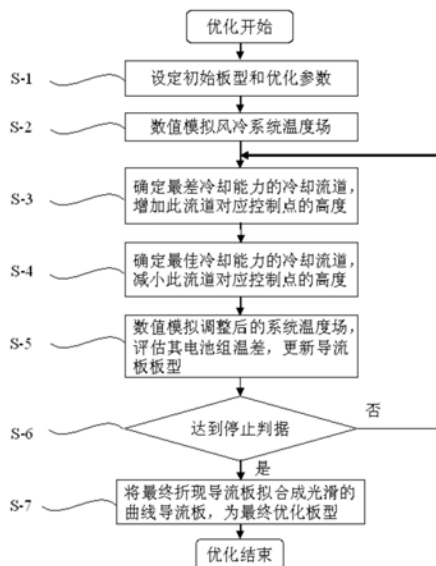 优化开始
S-1
设定初始板型和优化参数
S-2
数值模拟风冷系统温度场
S-3
确定最差冷却能力的冷却流道，
增加此流道对应控制点的高度
S-4
确定最佳冷却能力的冷却流道，
减小此流道对应控制点的高度
S-5
数值模拟调整后的系统温度场，
评估其电池组温差，更新导流
板板型
S-6
达到停止判据
否
是
S-7
将最终折现导流板拟合成光滑的
曲线导流板，为最终优化板型
优化结束